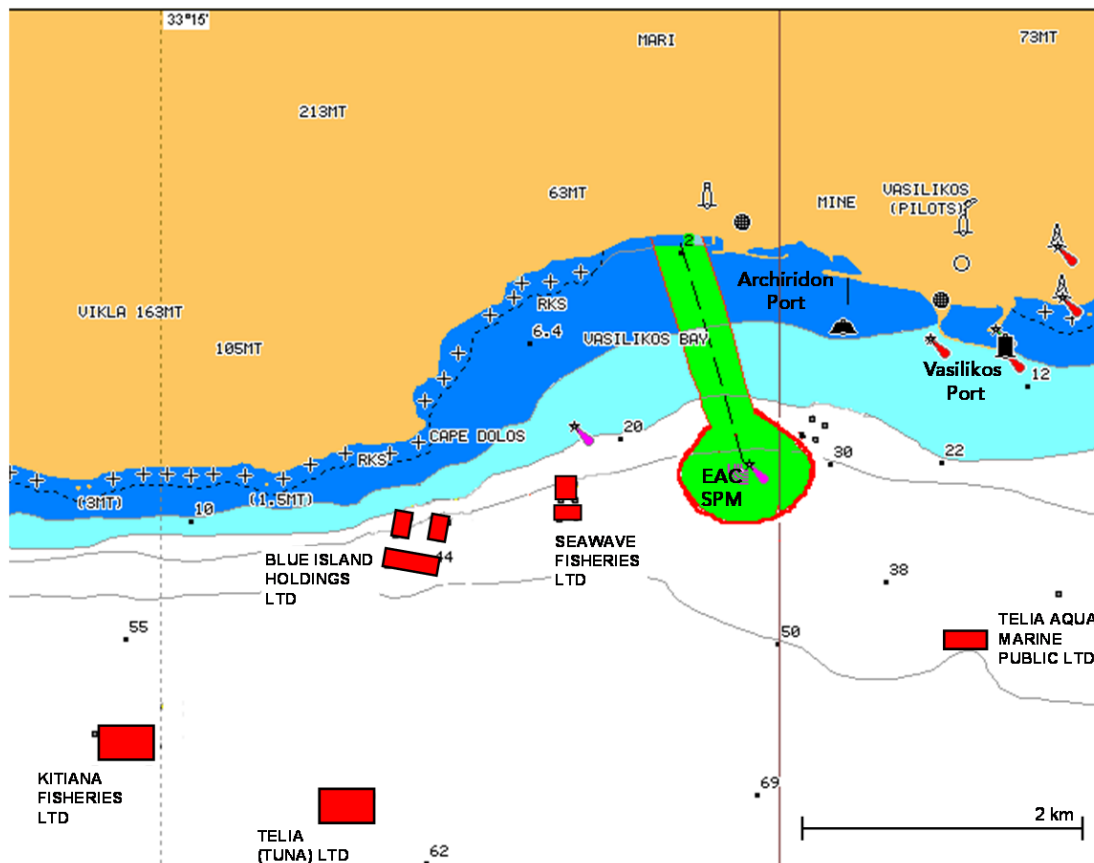 33°15'
MARI
73MT
213MT
63MT
MINE
VASILIKOS
(PILOTS)
2
Archiridon
Port
VIKLA 163MT
RKS
6.4
VASILIKOS BAY
105MT
Vasilikos
Port
12
CAPE DOLOS
20
RKS
30
22
EAC
SPM
(3MT)
(1.5MT)
10
BLUE ISLAND
HOLDINGS
LTD
44
SEAWAVE
FISHERIES
LTD
38
55
50
TELIA AQUA
MARINE
PUBLIC LTD
KITIANA
FISHERIES
LTD
69
TELIA
(TUNA) LTD
62
2 km